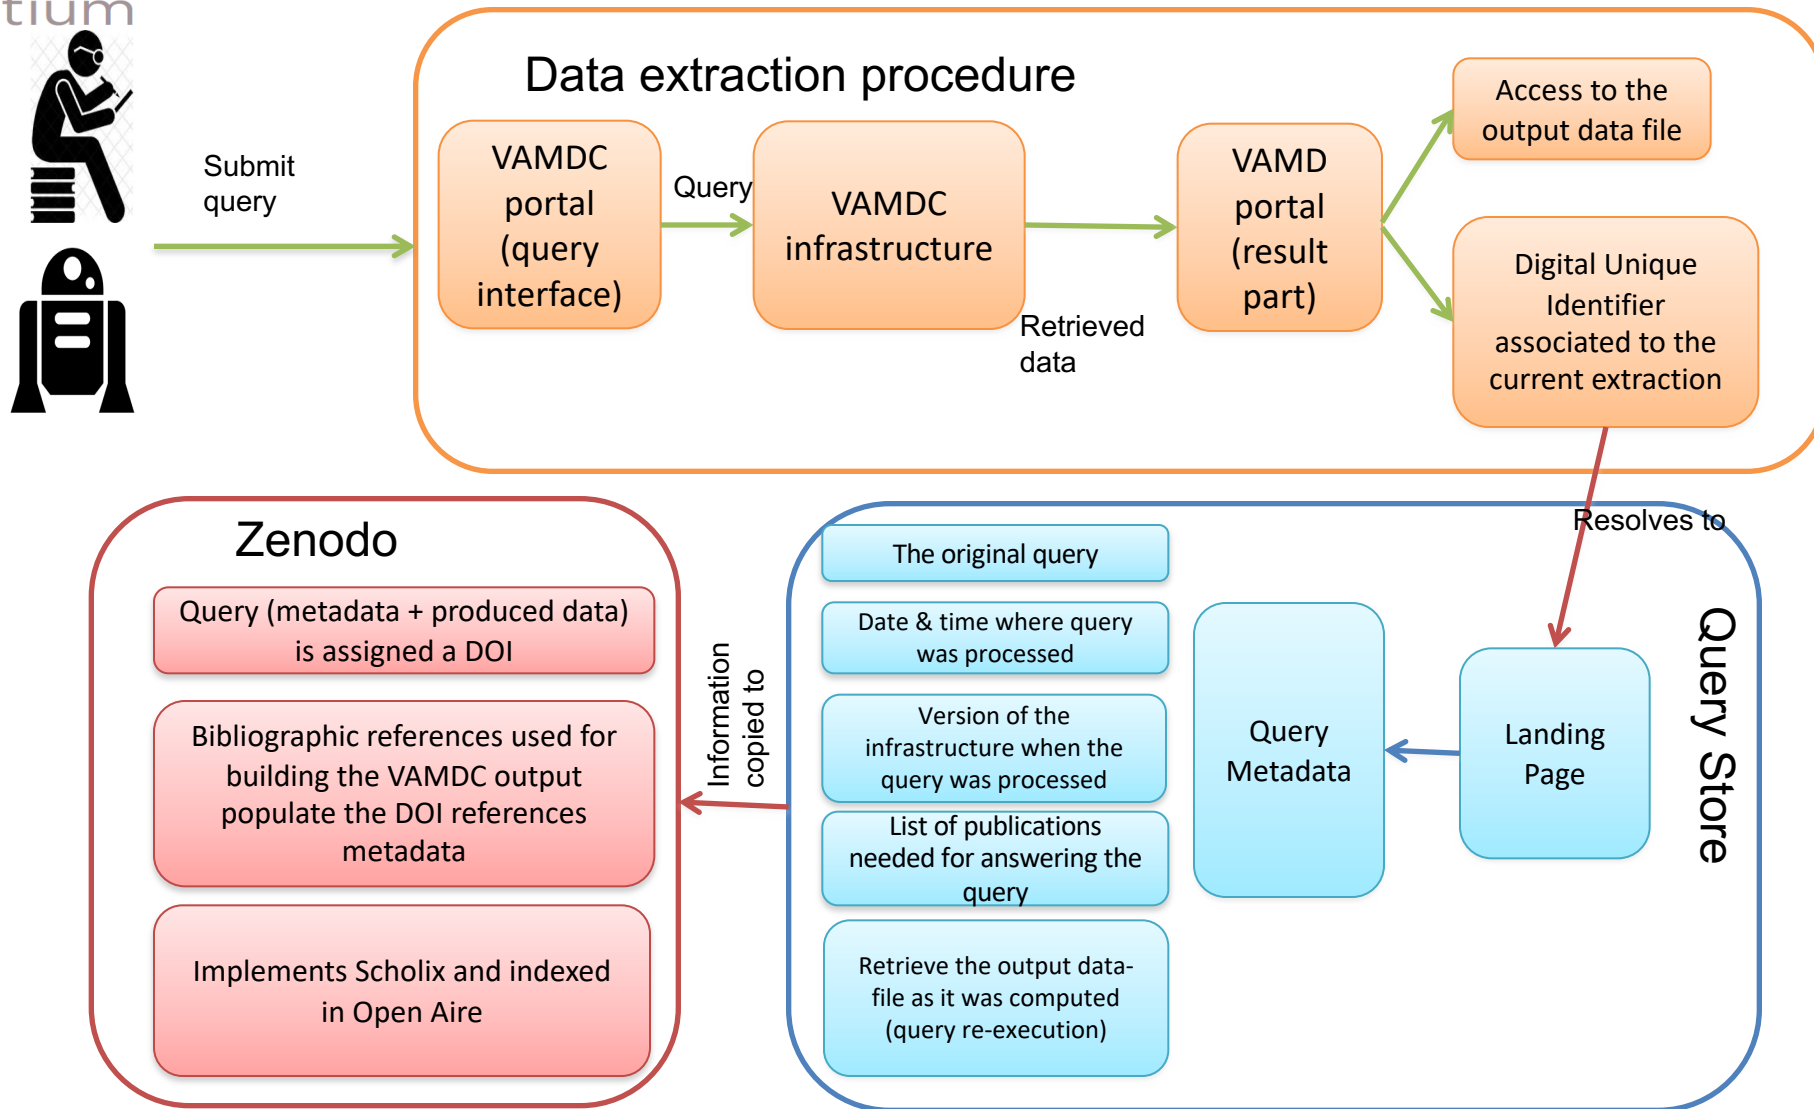 tium
Data extraction procedure
Submit
query
VAMDC
portal
(query
interface)
Query
VAMDC
infrastructure
Retrieved
data
VAMD
portal
(result
part)
Access to the
output data file
Digital Unique
Identifier
associated to the
current extraction
Resolves to
Zenodo
Query (metadata + produced data)
is assigned a DOI
Bibliographic references used for
building the VAMDC output
populate the DOI references
metadata
Implements Scholix and indexed
in Open Aire
Information
copied to
The original query
Date & time where query
was processed
Version of the
infrastructure when the
query was processed
List of publications
needed for answering the
query
Retrieve the output data-
file as it was computed
(query re-execution)
Query
Metadata
Landing
Page
Query Store